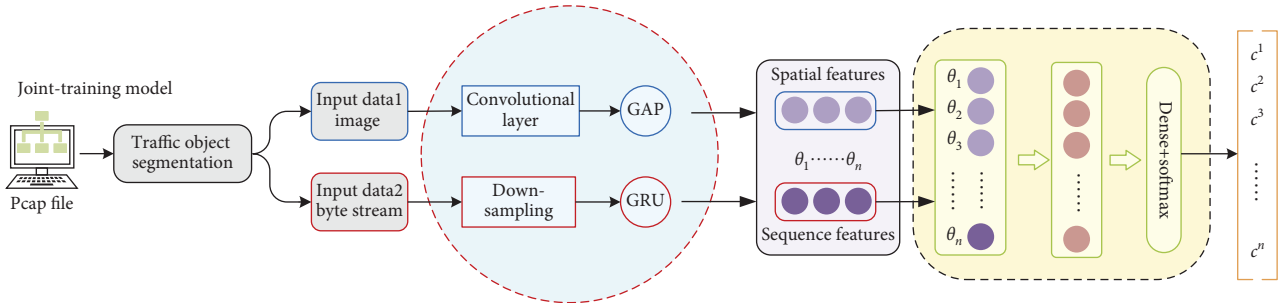 Joint-training model
Pcap file
Traffic object
segmentation
Input data1
image
Input data2
byte stream
Convolutional
layer
GAP
Down-
sampling
GRU
Spatial features
θ₁······θₙ
Sequence features
θ₁
θ₂
θ₃
θₙ
Dense+softmax
c¹
c²
c³
cⁿ